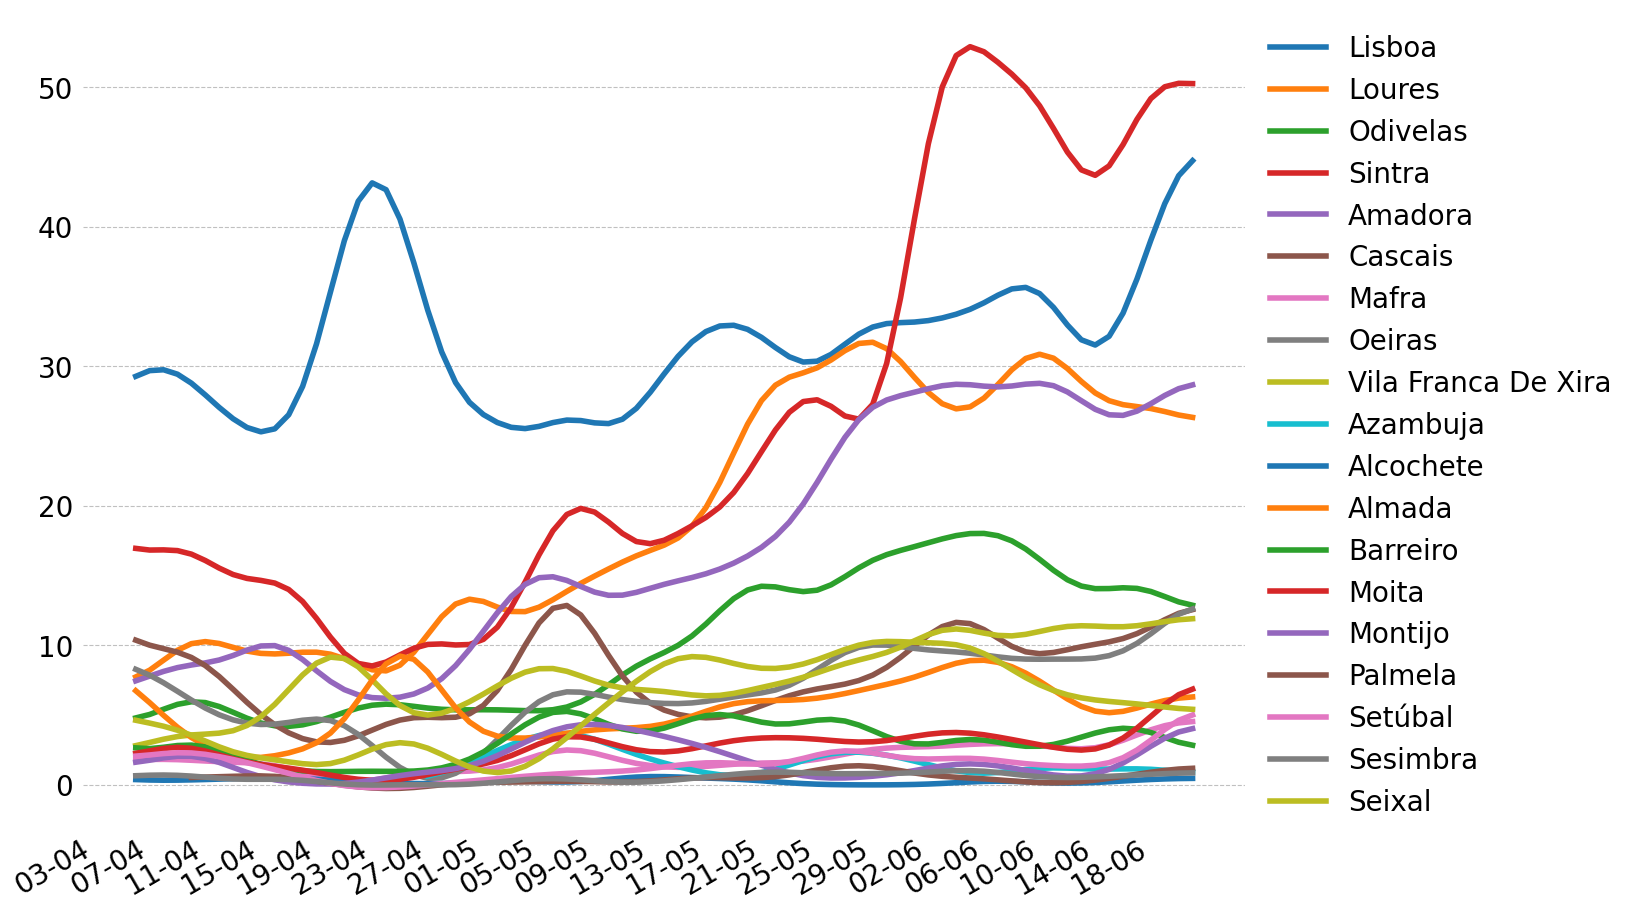 50
40
30
20
10
0
03-04
07-04
11-04
15-04
19-04
23-04
27-04
01-05
05-05
09-05
13-05
17-05
21-05
25-05
29-05
02-06
06-06
10-06
14-06
18-06
Lisboa
Loures
Odivelas
Sintra
Amadora
Cascais
Mafra
Oeiras
Vila Franca De Xira
Azambuja
Alcochete
Almada
Barreiro
Moita
Montijo
Palmela
Setúbal
Sesimbra
Seixal